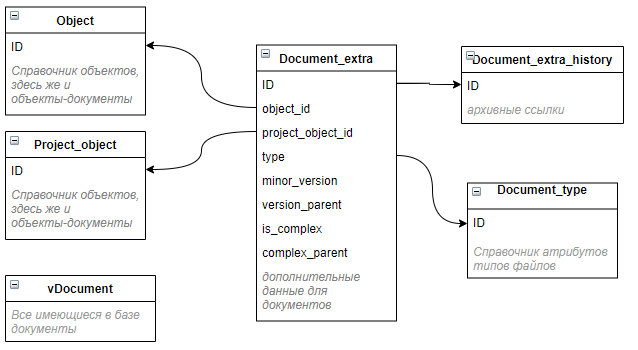 Object
ID
Справочник объектов,
здесь же и
объекты-документы
Project_object
ID
Справочник объектов,
здесь же и
объекты-документы
vDocument
Все имеющиеся в базе
документы
Document_extra
ID
object_id
project_object_id
type
minor_version
version_parent
is_complex
complex_parent
дополнительные
данные для
документов
Document_extra_history
ID
архивные ссылки
Document_type
ID
Справочник атрибутов
типов файлов